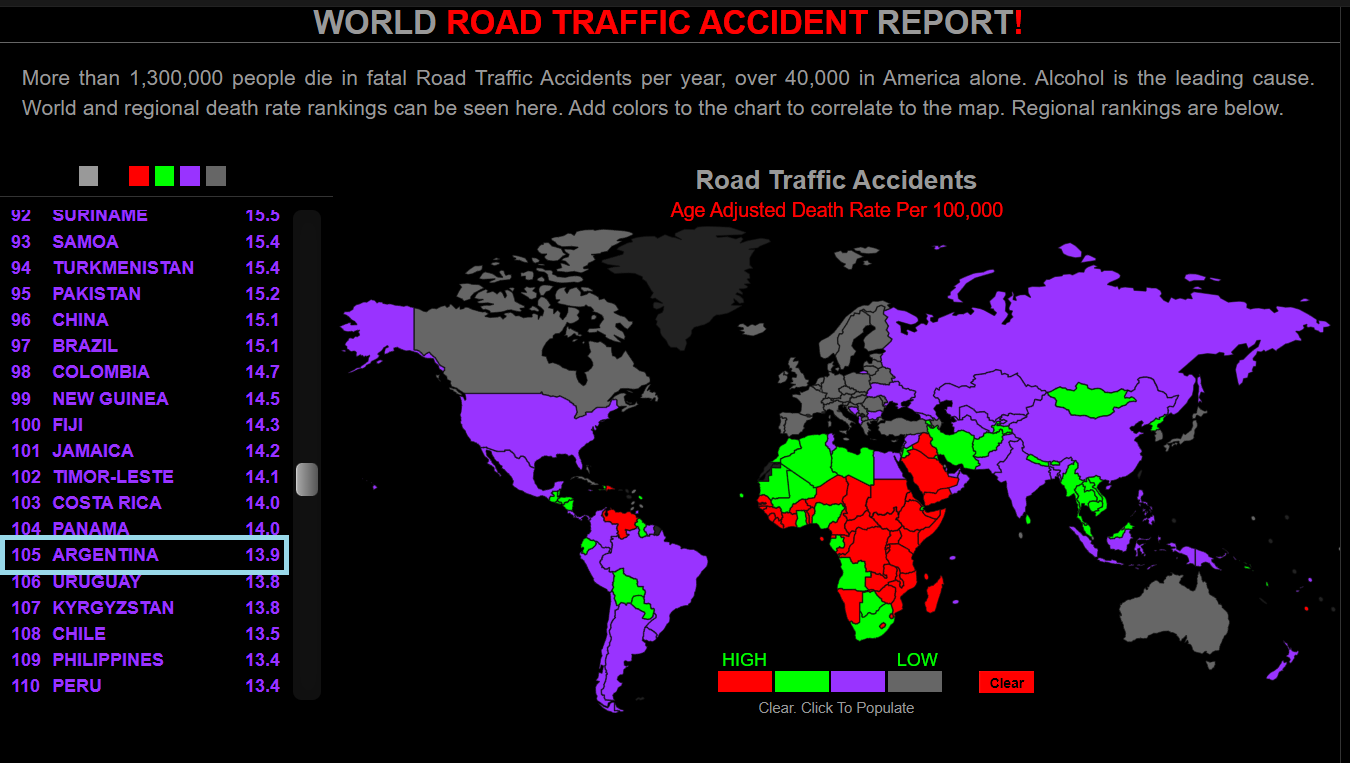 WORLD ROAD TRAFFIC ACCIDENT REPORT!
More than 1,300,000 people die in fatal Road Traffic Accidents per year, over 40,000 in America alone. Alcohol is the leading cause.
World and regional death rate rankings can be seen here. Add colors to the chart to correlate to the map. Regional rankings are below.
Road Traffic Accidents
Age Adjusted Death Rate Per 100,000
92 SURINAME 15.5
93 SAMOA 15.4
94 TURKMENISTAN 15.4
95 PAKISTAN 15.2
96 CHINA 15.1
97 BRAZIL 15.1
98 COLOMBIA 14.7
99 NEW GUINEA 14.5
100 FIJI 14.3
101 JAMAICA 14.2
102 TIMOR-LESTE 14.1
103 COSTA RICA 14.0
104 PANAMA 14.0
105 ARGENTINA 13.9
106 URUGUAY 13.8
107 KYRGYZSTAN 13.8
108 CHILE 13.5
109 PHILIPPINES 13.4
110 PERU 13.4
HIGH LOW
Clear
Clear. Click To Populate